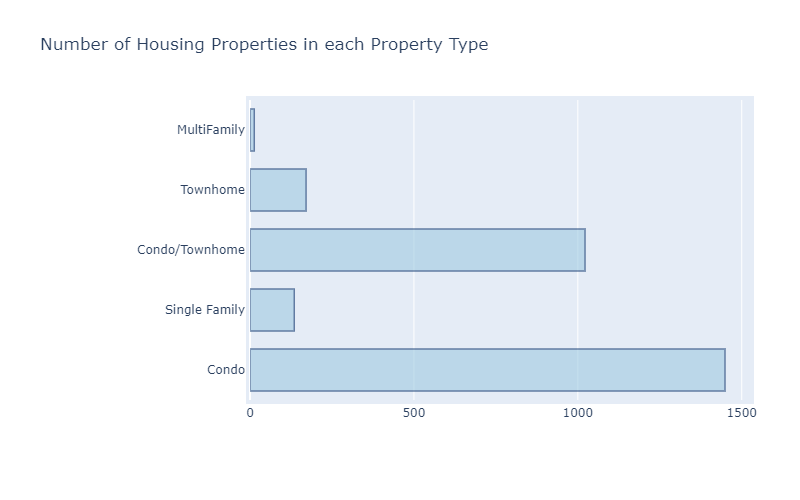 Number of Housing Properties in each Property Type
MultiFamily
Townhome
Condo/Townhome
Single Family
Condo
0 500 1000 1500